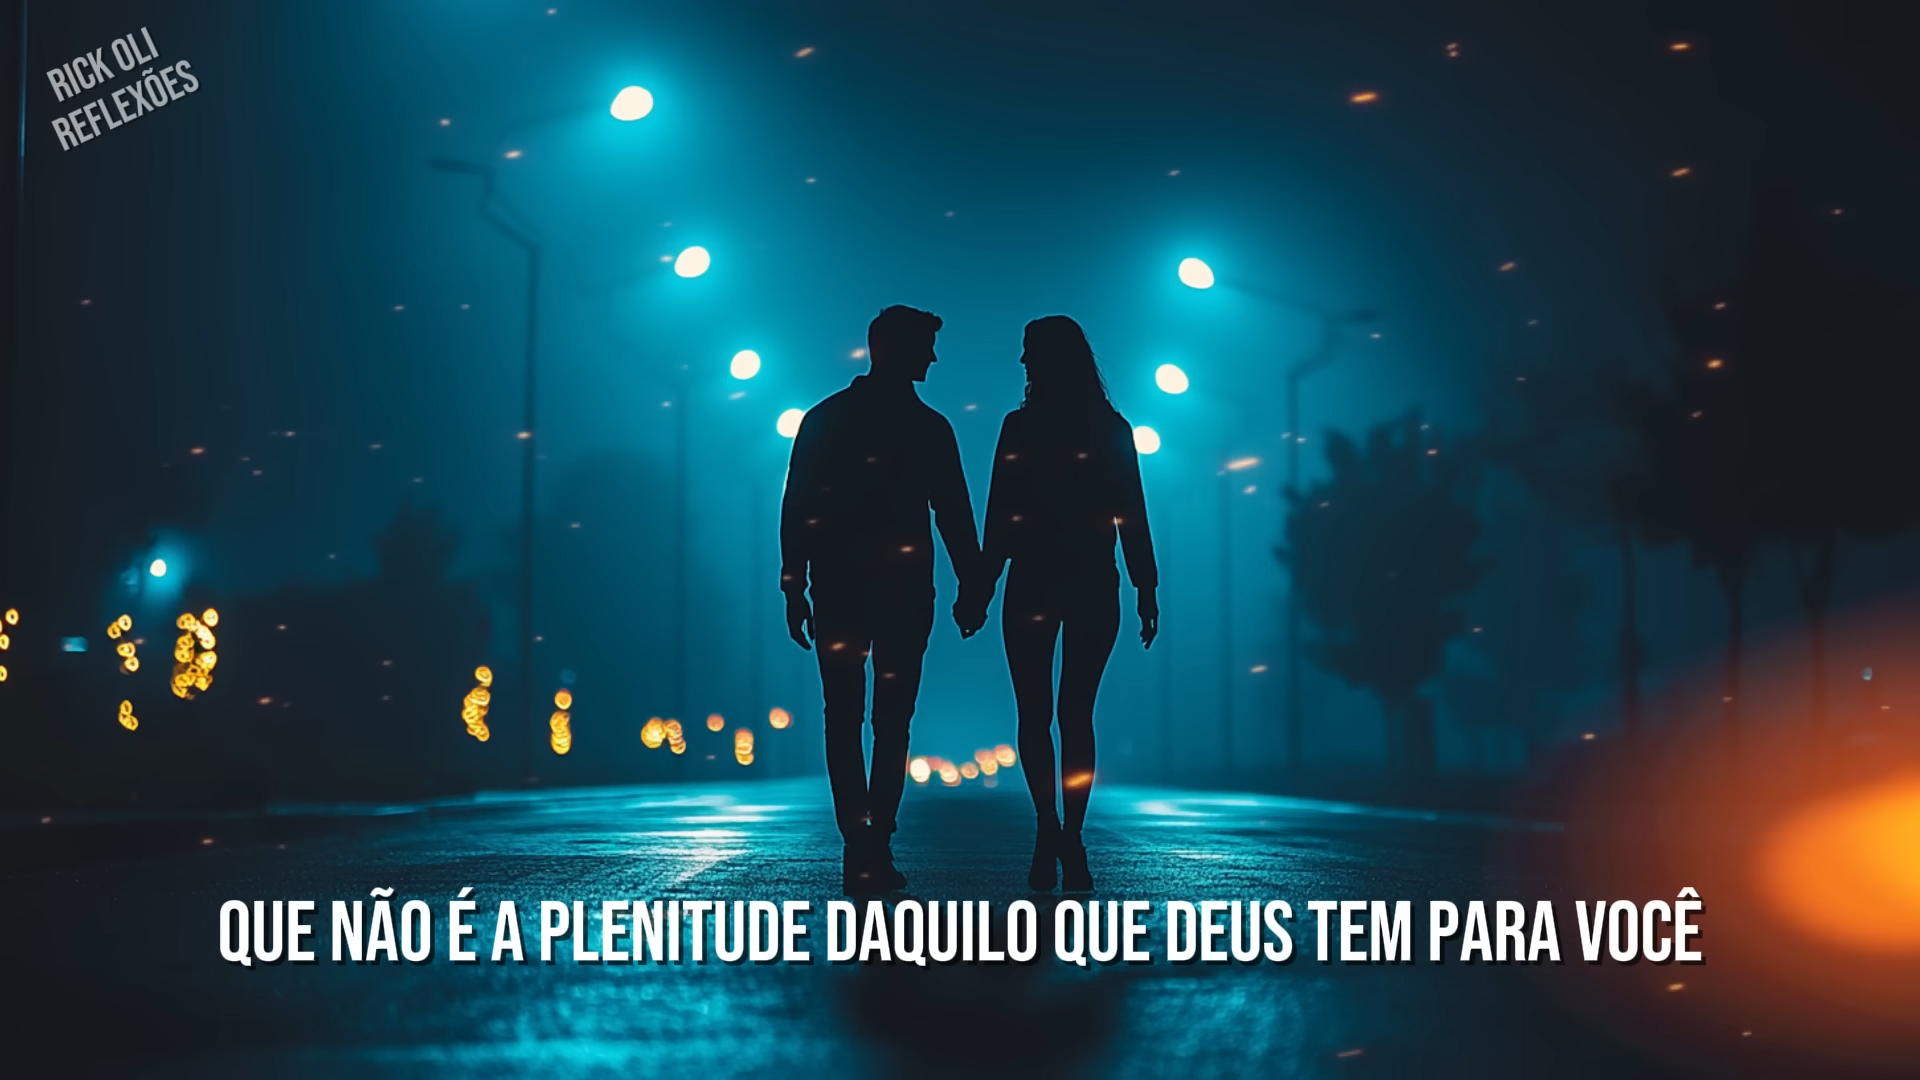 RICK OLI
REFLEXÕES
QUE NÃO É A PLENITUDE DAQUILO QUE DEUS TEM PARA VOCÊ